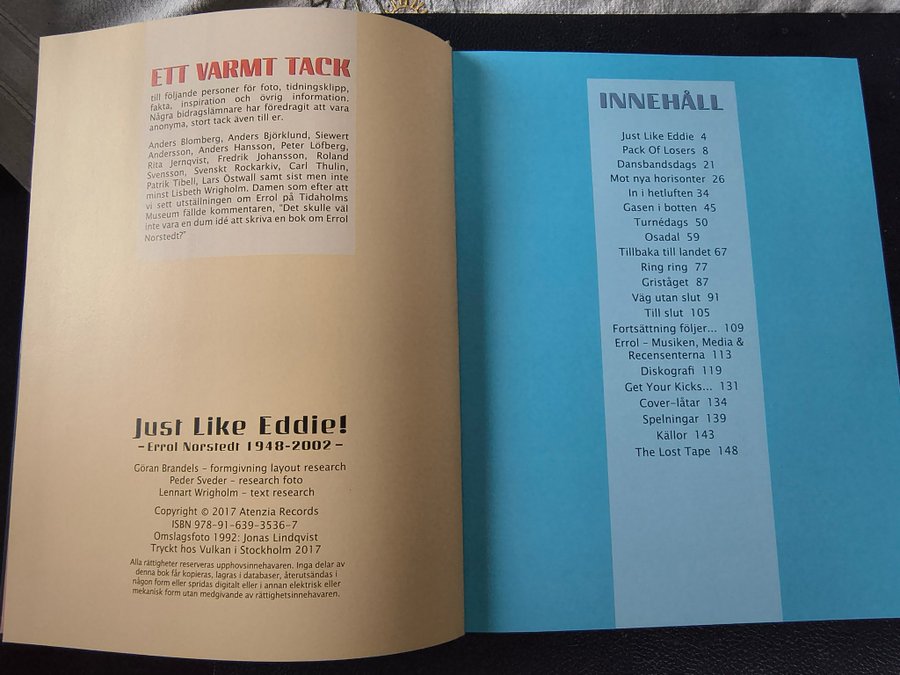 ETT VARMT TACK
till följande personer för foto, tidningsklipp,
fakta, inspiration och övrig information.
Några bidragslämnare har föredragit att vara
anonyma, stort tack även till er.
Anders Blomberg, Anders Björklund, Siewert
Andersson, Anders Hansson, Peter Löfberg,
Rita Jernqvist, Fredrik Johansson, Roland
Svensson, Svenskt Rockarkiv, Carl Thulin,
Patrik Tibell, Lars Östwall samt sist men inte
minst Lisbeth Wrigholm. Damen som efter att
vi sett utställningen om Errol på Tidaholms
Museum fällde kommentaren, "Det skulle väl
inte vara en dum idé att skriva en bok om Errol
Norstedt?"
Just Like Eddie!
– Errol Norstedt 1948-2002 –
Göran Brandels – formgivning layout research
Peder Sveder – research foto
Lennart Wrigholm – text research
Copyright © 2017 Atenzia Records
ISBN 978-91-639-3536-7
Omslagsfoto 1992: Jonas Lindqvist
Tryckt hos Vulkan i Stockholm 2017
Alla rättigheter reserveras upphovsinnehavaren. Inga delar av
denna bok får kopieras, lagras i databaser, återutsändas i
någon form eller spridas digitalt eller i annan elektrisk eller
mekanisk form utan medgivande av rättighetsinnehavaren.
INNEHÅLL
Just Like Eddie 4
Pack Of Losers 8
Dansbandsdags 21
Mot nya horisonter 26
In i hetluften 34
Gasen i botten 45
Turnédags 50
Osadal 59
Tillbaka till landet 67
Ring ring 77
Griståget 87
Väg utan slut 91
Till slut 105
Fortsättning följer... 109
Errol – Musiken, Media &
Recensenterna 113
Diskografi 119
Get Your Kicks... 131
Cover-låtar 134
Spelningar 139
Källor 143
The Lost Tape 148